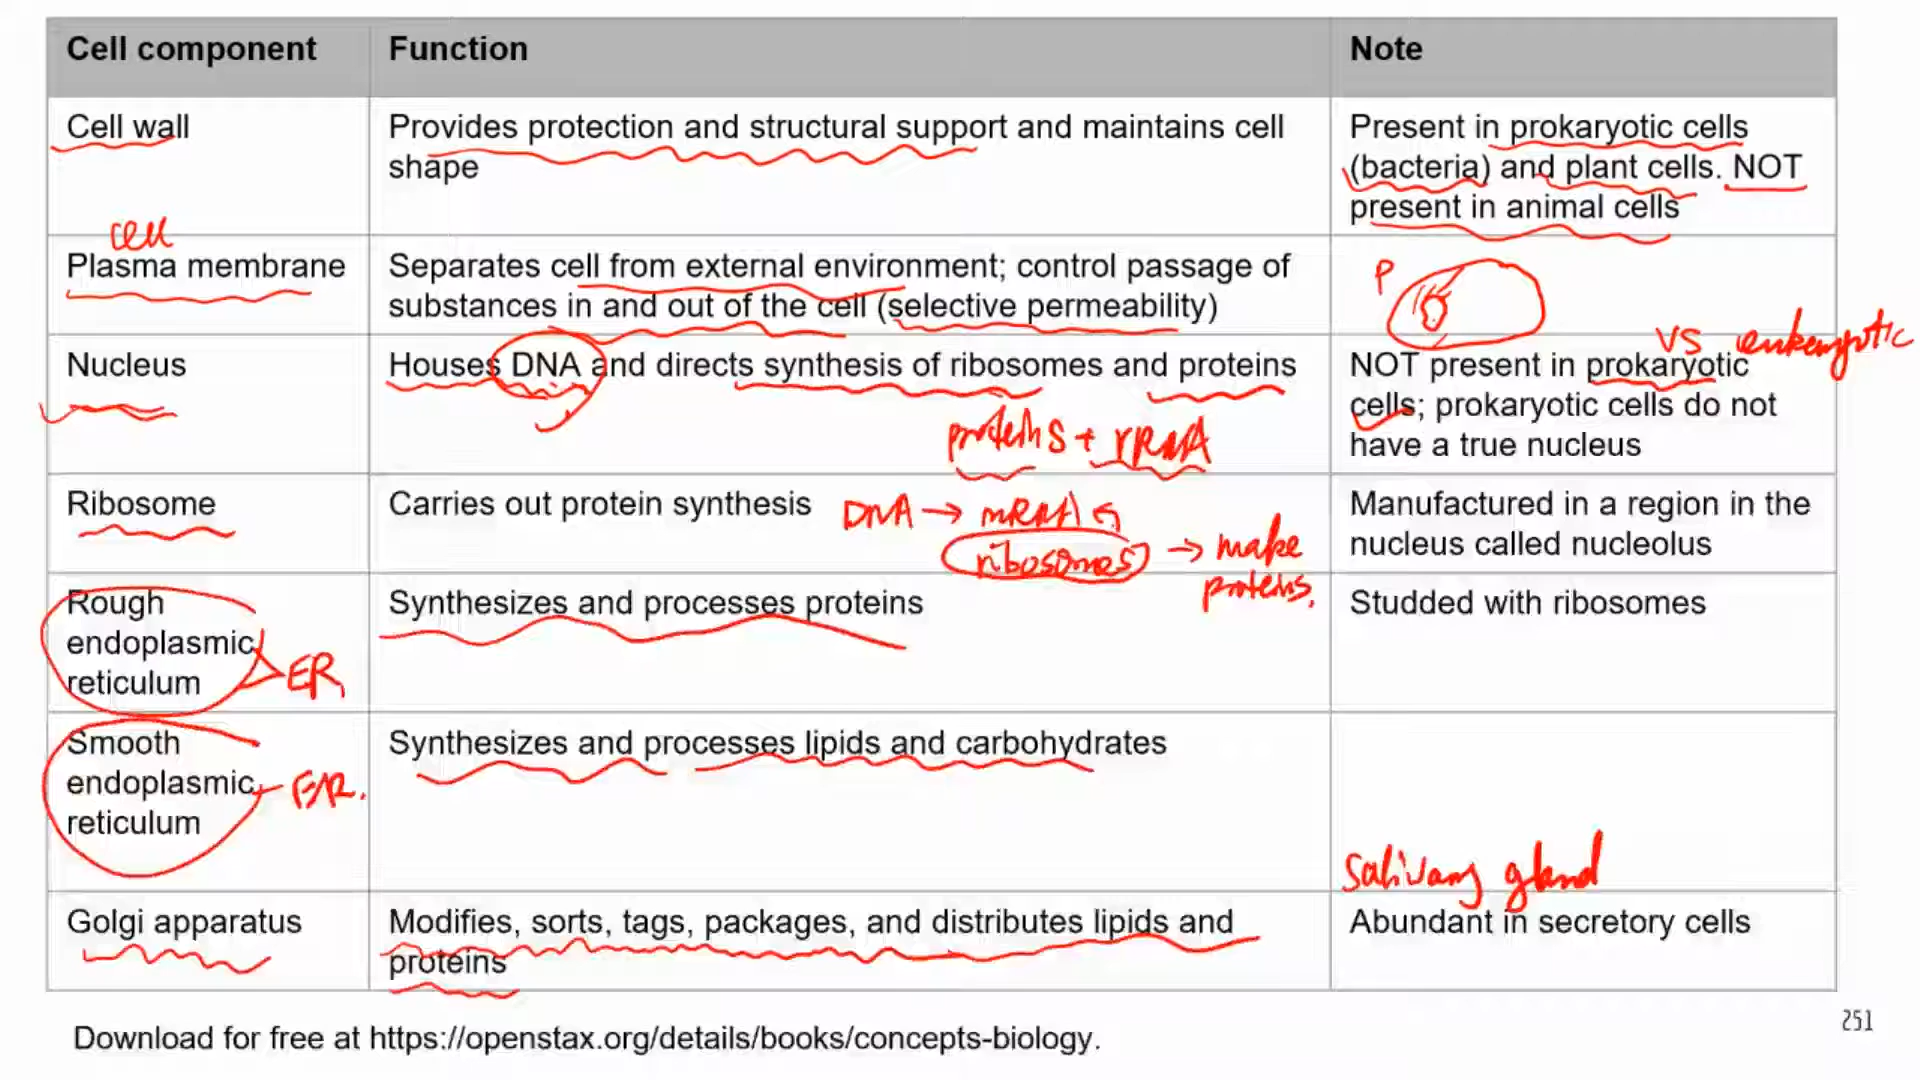 Cell component Function Note
Cell wall
Provides protection and structural support and maintains cell
shape
Present in prokaryotic cells
(bacteria) and plant cells. NOT
present in animal cells
cell
Plasma membrane
Separates cell from external environment; control passage of
substances in and out of the cell (selective permeability)
P
vs eukaryotic
Nucleus
Houses DNA and directs synthesis of ribosomes and proteins
proteins + rRNA
NOT present in prokaryotic
cells; prokaryotic cells do not
have a true nucleus
Ribosome
Carries out protein synthesis
DNA → mRNA
ribosomes → make
proteins.
Manufactured in a region in the
nucleus called nucleolus
Rough
endoplasmic
reticulum
ER
Synthesizes and processes proteins
Studded with ribosomes
Smooth
endoplasmic
reticulum
ER.
Synthesizes and processes lipids and carbohydrates
Salivary gland
Golgi apparatus
Modifies, sorts, tags, packages, and distributes lipids and
proteins
Abundant in secretory cells
251
Download for free at https://openstax.org/details/books/concepts-biology.